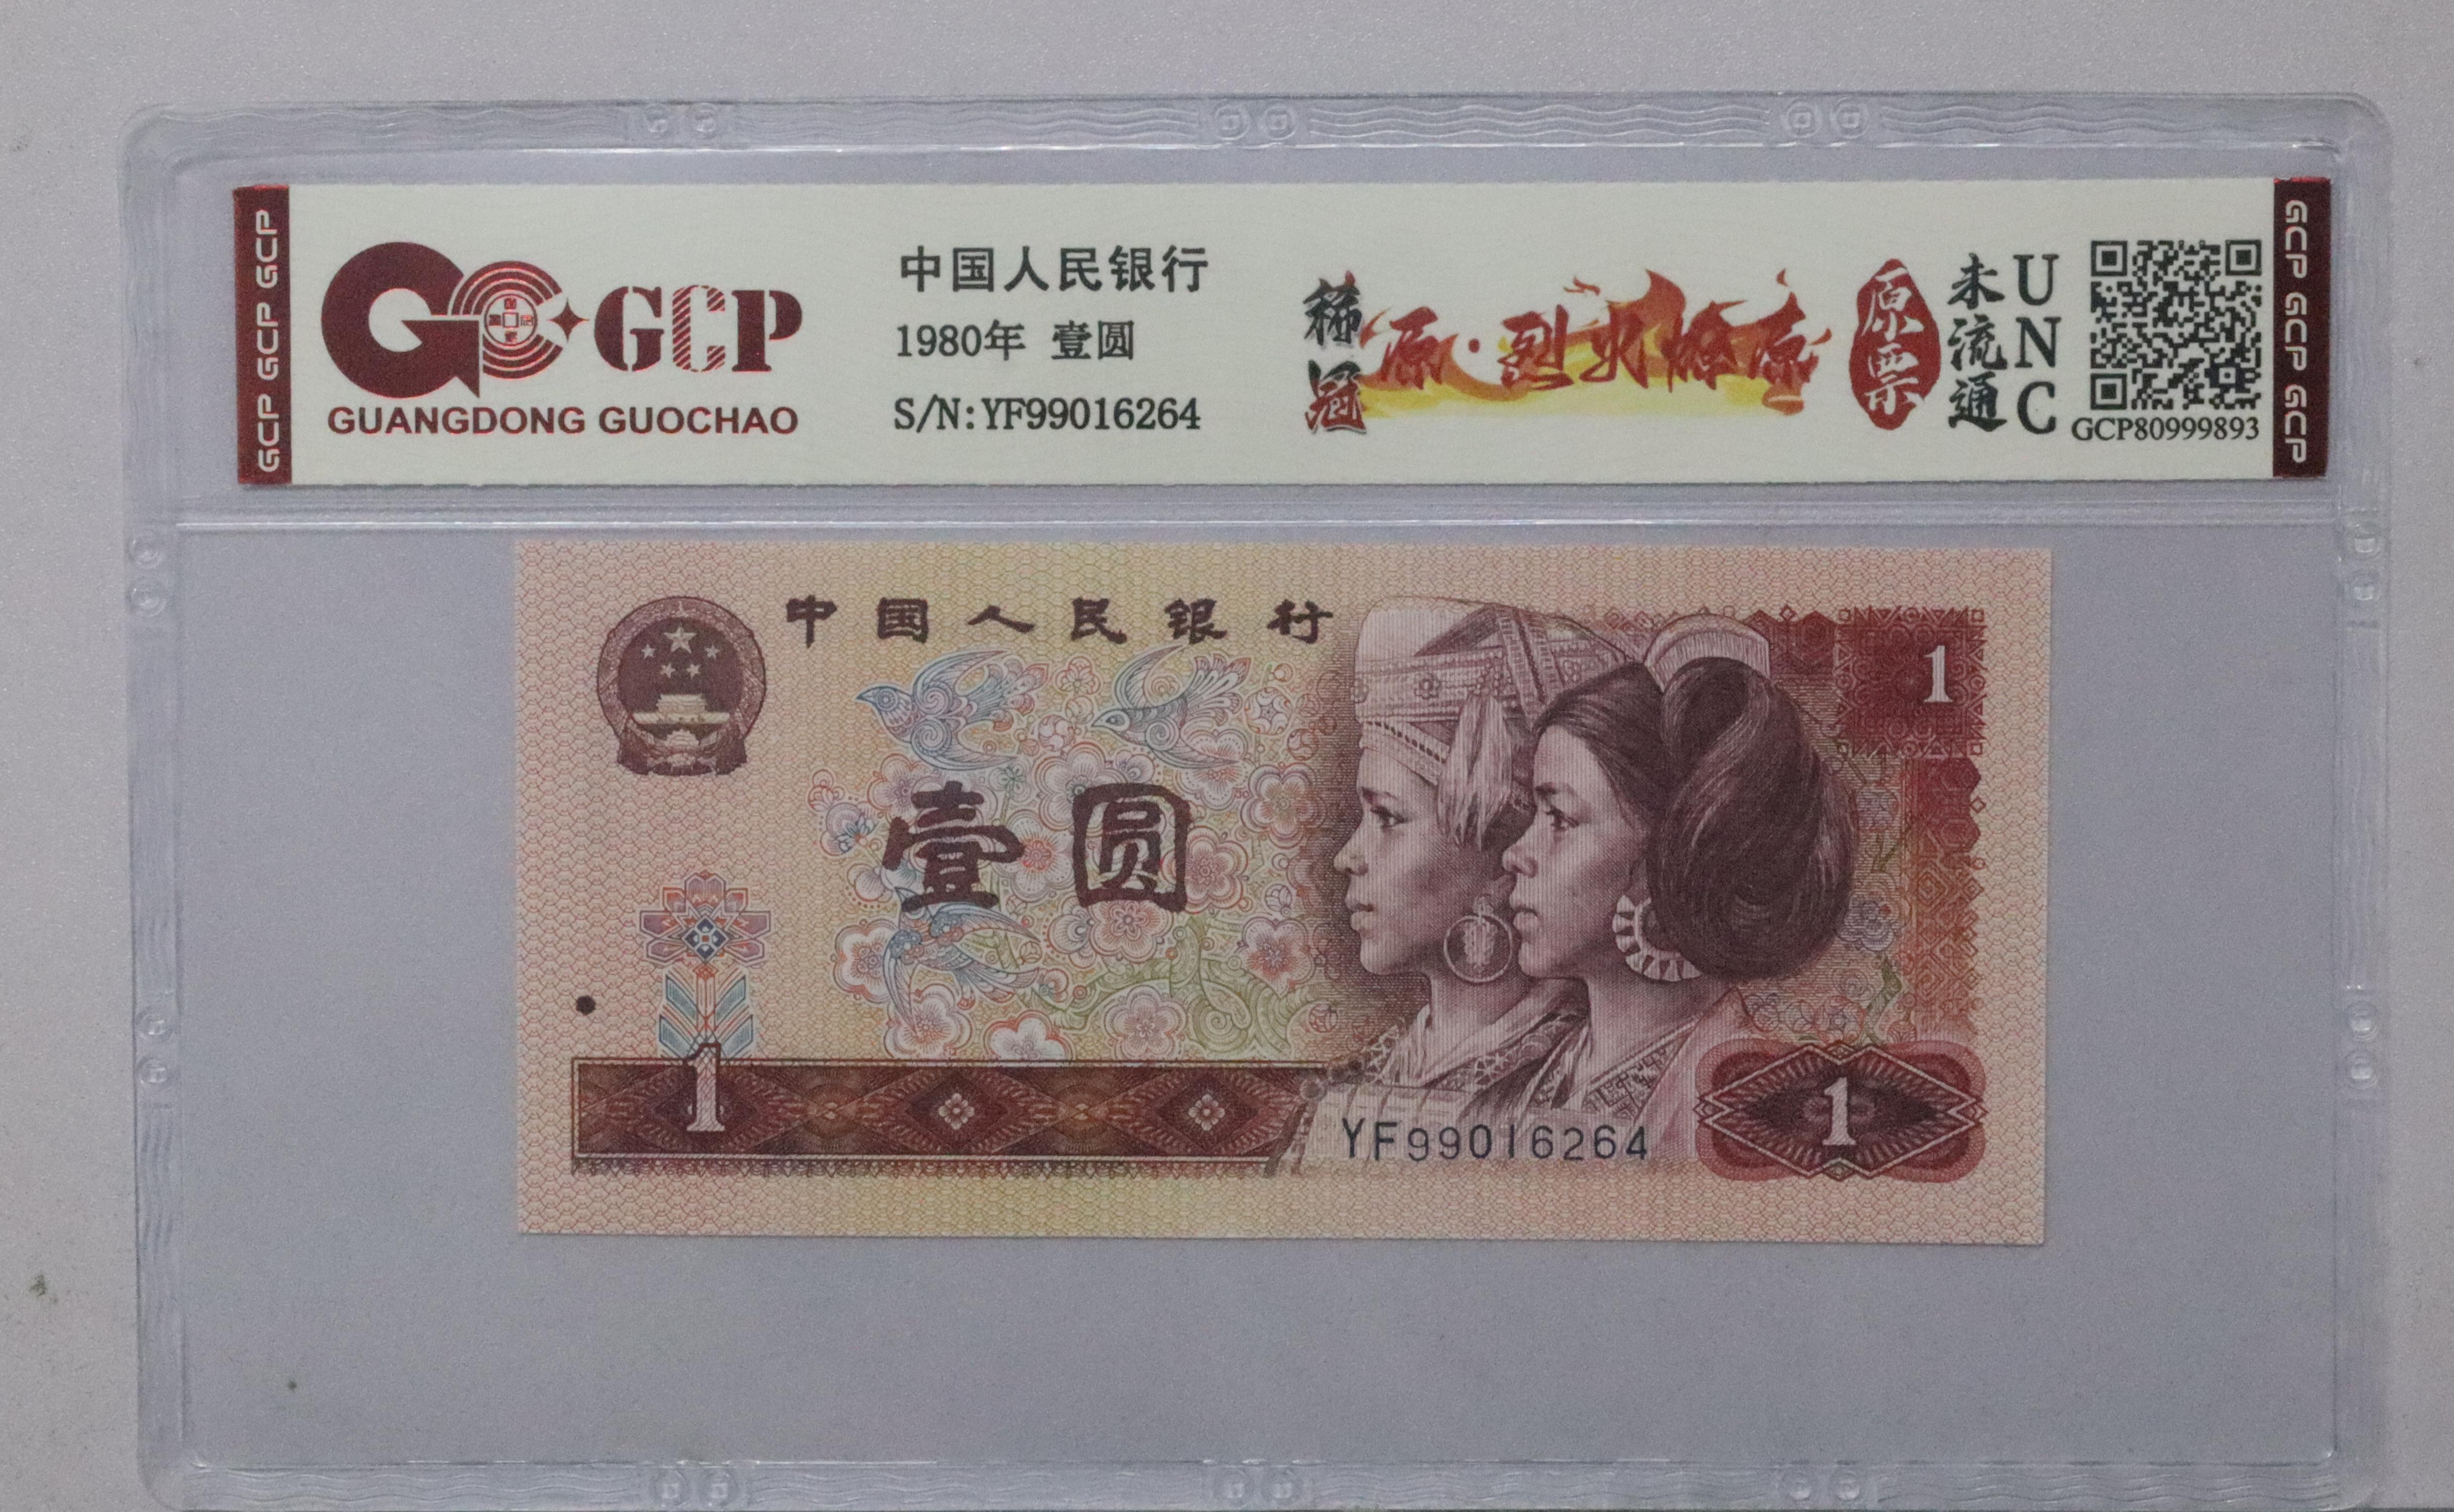 GCP GCP GCP
GCP
GUANGDONG GUOCHAO
中国人民银行
1980年 壹圆
S/N:YF99016264
稀冠
原·烈火燎原
原票
未流通
UNC
GCP80999893
GCP GCP GCP
中国人民银行
1
壹圆
1
YF99016264
1